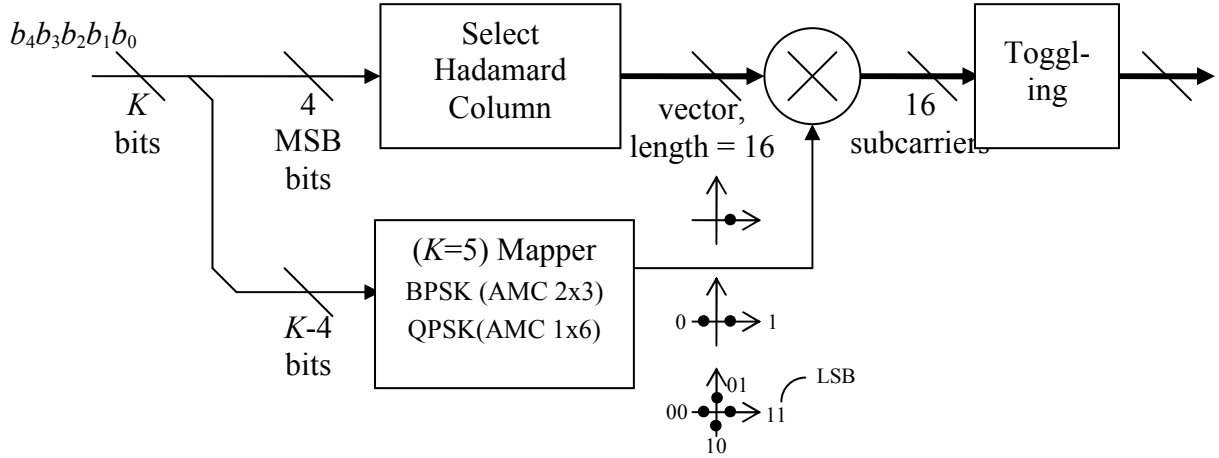 b₄b₃b₂b₁b₀
K
bits
4
MSB
bits
Select
Hadamard
Column
vector,
length = 16
16
subcarriers
Toggl-
ing
K-4
bits
(K=5) Mapper
BPSK (AMC 2x3)
QPSK(AMC 1x6)
0
1
01
LSB
00
11
10